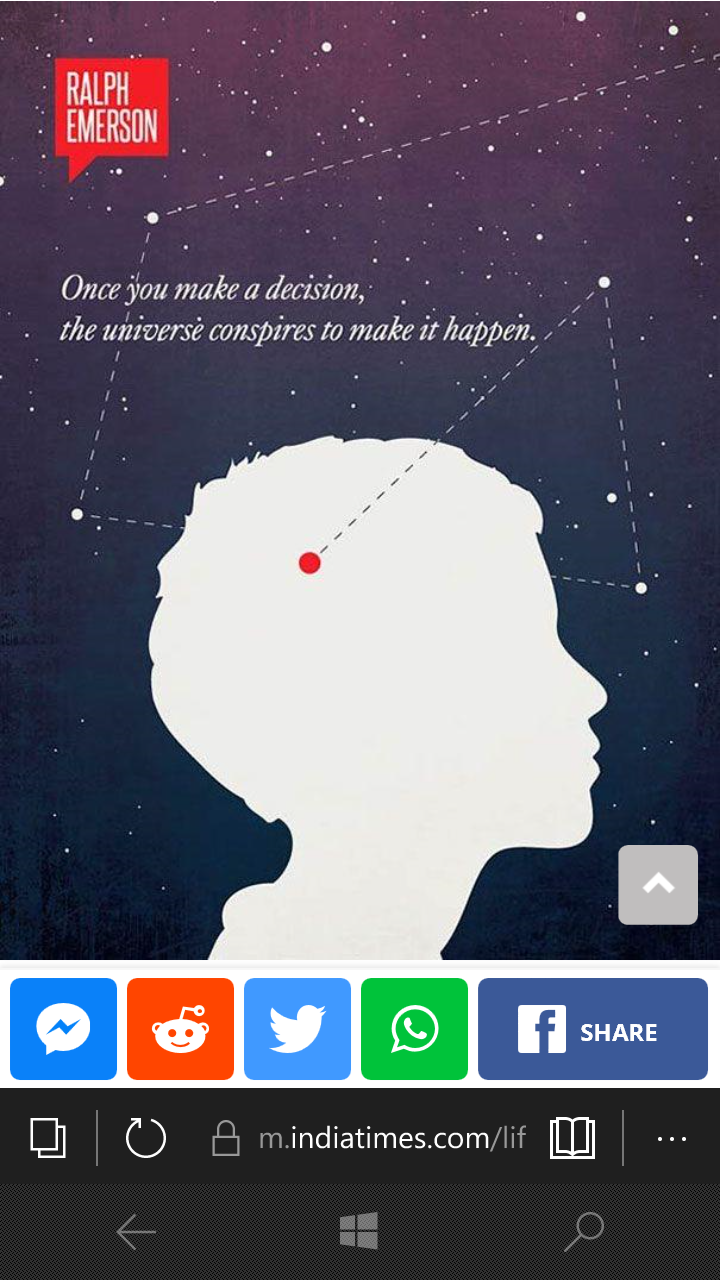 RALPH
EMERSON
Once you make a decision,
the universe conspires to make it happen.
SHARE
m.indiatimes.com/lif